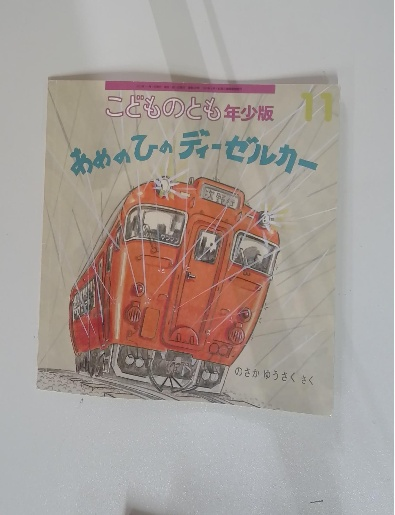 こどものとも 年少版 11
あめのひのディーゼルカー
のさか ゆうさく さく